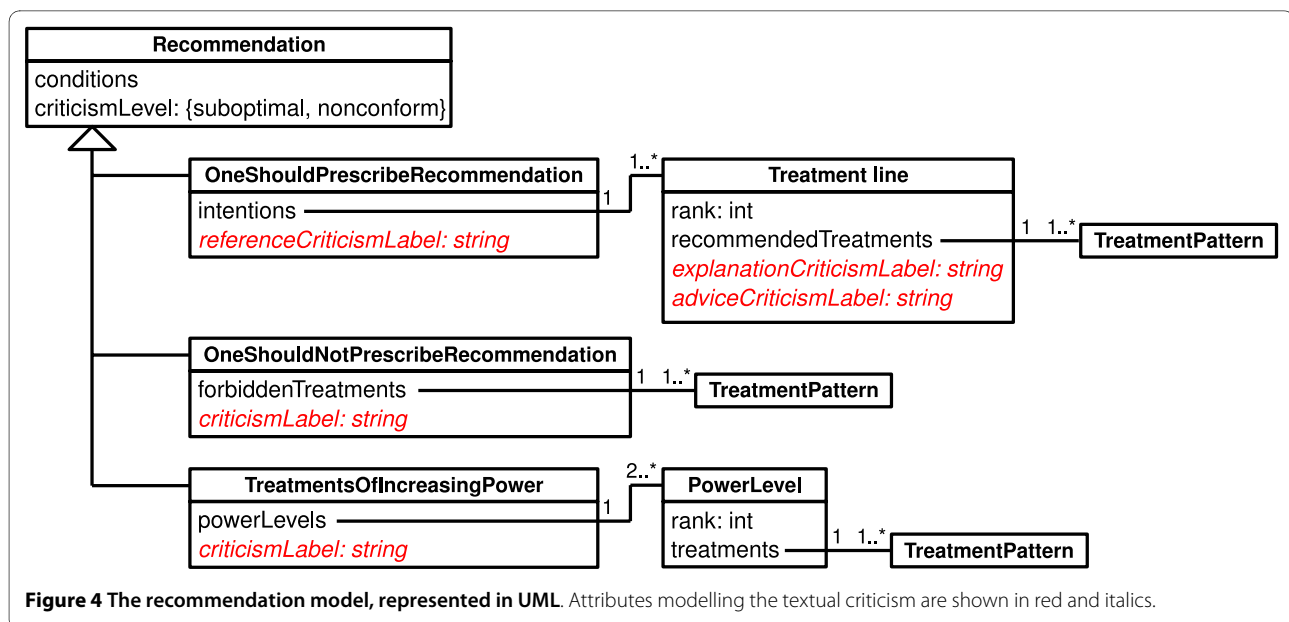 Recommendation
conditions
criticismLevel: {suboptimal, nonconform}
OneShouldPrescribeRecommendation
intentions
referenceCriticismLabel: string
1
1..*
Treatment line
rank: int
recommendedTreatments
explanationCriticismLabel: string
adviceCriticismLabel: string
1 1..*
TreatmentPattern
OneShouldNotPrescribeRecommendation
forbiddenTreatments
criticismLabel: string
1 1..*
TreatmentPattern
TreatmentsOfIncreasingPower
powerLevels
criticismLabel: string
1
2..*
PowerLevel
rank: int
treatments
1 1..*
TreatmentPattern
Figure 4 The recommendation model, represented in UML. Attributes modelling the textual criticism are shown in red and italics.